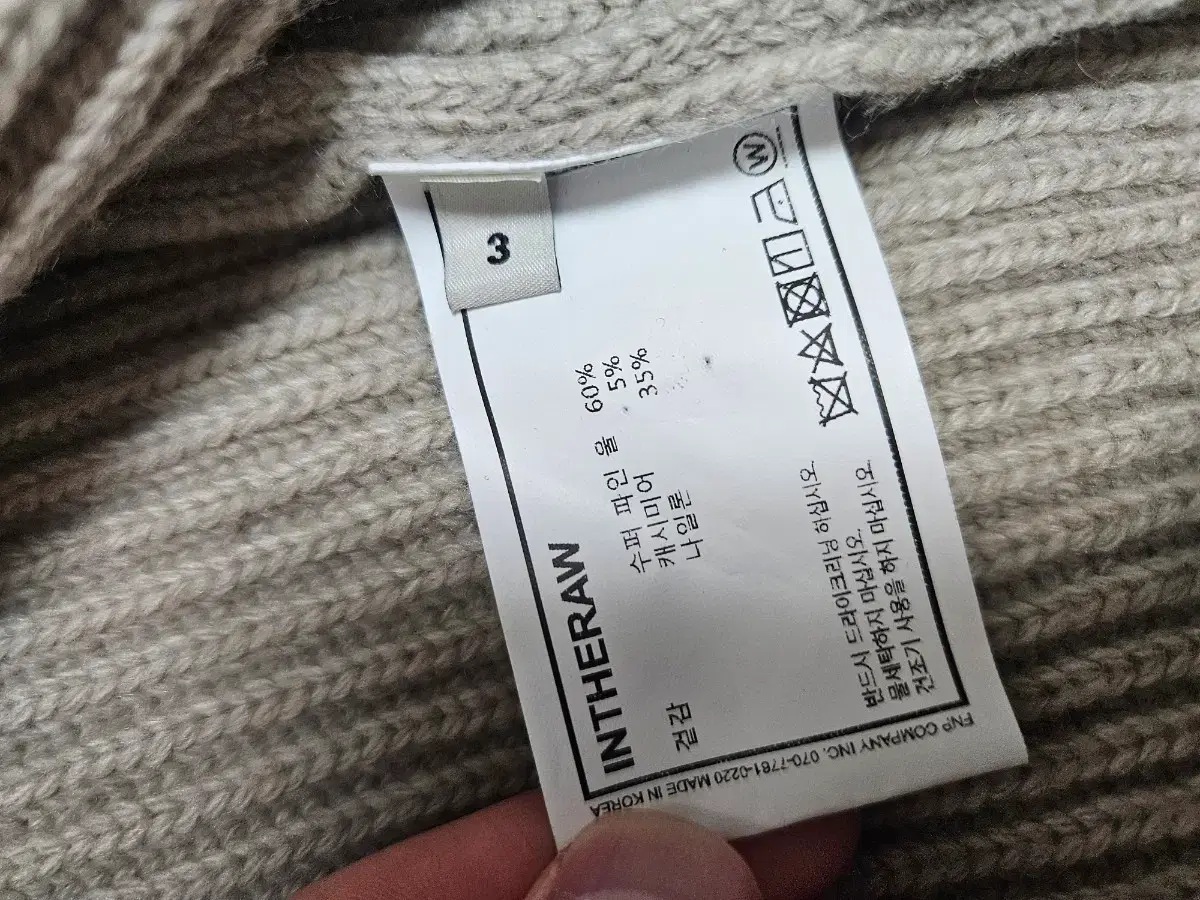 3
INTHERAW
겉감
수퍼 파인 울 60%
캐시미어 5%
나일론 35%
W
반드시 드라이크리닝 하십시오.
물세탁하지 마십시오.
건조기 사용을 하지 마십시오.
FNP COMPANY INC. 070-7761-0220 MADE IN KOREA